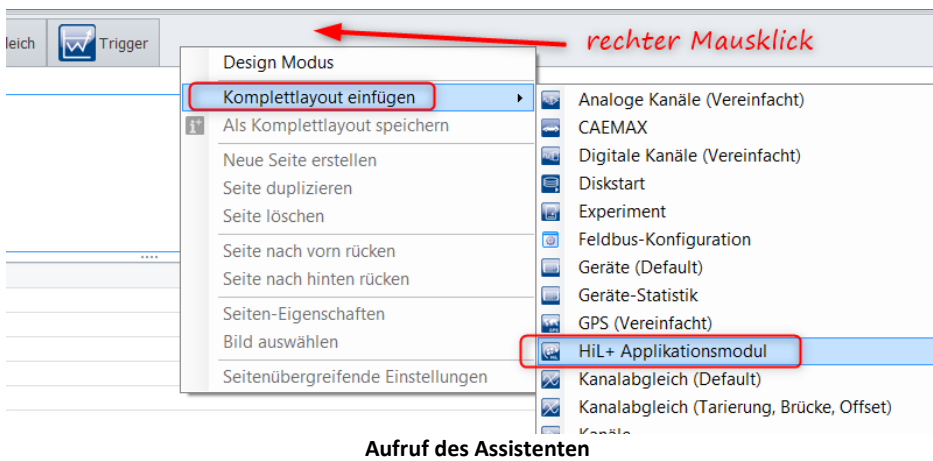 leich
Trigger
rechter Mausklick
Design Modus
Komplettlayout einfügen
Als Komplettlayout speichern
Neue Seite erstellen
Seite duplizieren
Seite löschen
Seite nach vorn rücken
Seite nach hinten rücken
Seiten-Eigenschaften
Bild auswählen
Seitenübergreifende Einstellungen
Analoge Kanäle (Vereinfacht)
CAEMAX
Digitale Kanäle (Vereinfacht)
Diskstart
Experiment
Feldbus-Konfiguration
Geräte (Default)
Geräte-Statistik
GPS (Vereinfacht)
HiL+ Applikationsmodul
Kanalabgleich (Default)
Kanalabgleich (Tarierung, Brücke, Offset)
Kanäle
Aufruf des Assistenten